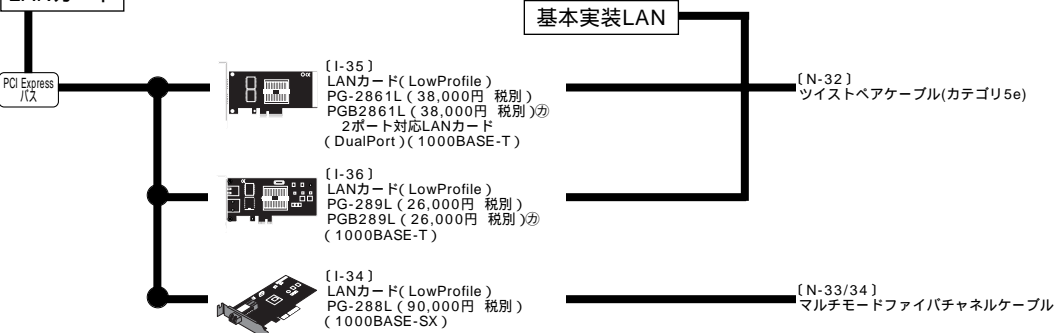 基本実装LAN
PCI Express
バス
〔I-35〕
LANカード(LowProfile)
PG-2861L(38,000円 税別)
PGB2861L(38,000円 税別)㋕
2ポート対応LANカード
(DualPort)(1000BASE-T)
〔N-32〕
ツイストペアケーブル(カテゴリ5e)
〔I-36〕
LANカード(LowProfile)
PG-289L(26,000円 税別)
PGB289L(26,000円 税別)㋕
(1000BASE-T)
〔I-34〕
LANカード(LowProfile)
PG-288L(90,000円 税別)
(1000BASE-SX)
〔N-33/34〕
マルチモードファイバチャネルケーブル